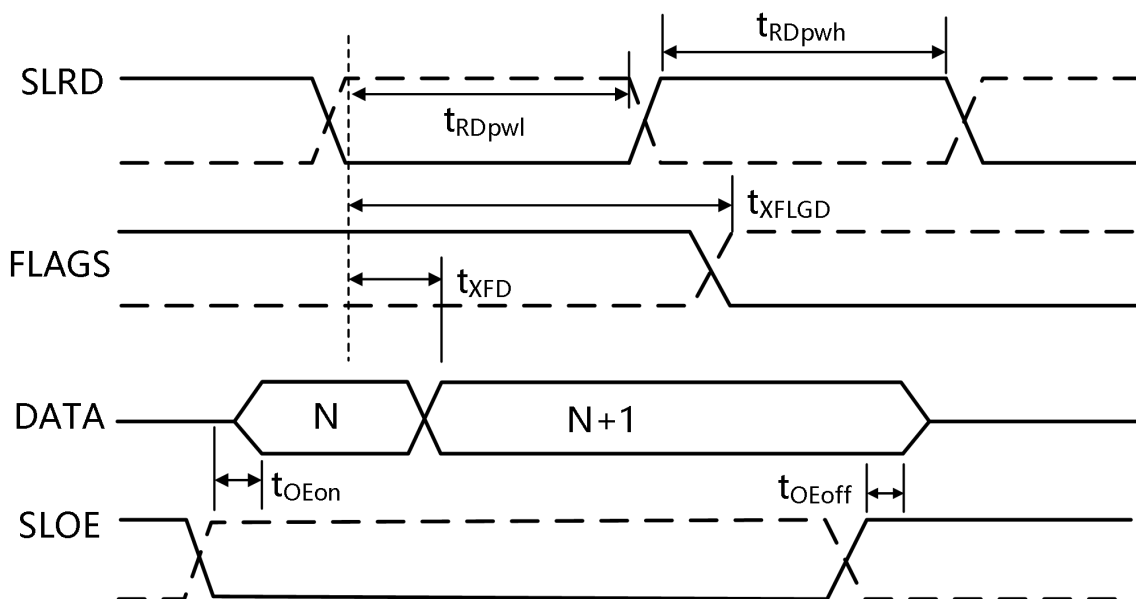 tRDpwh
SLRD
tRDpwl
tXFLGD
FLAGS
tXFD
DATA
N
N+1
tOEon
tOEoff
SLOE